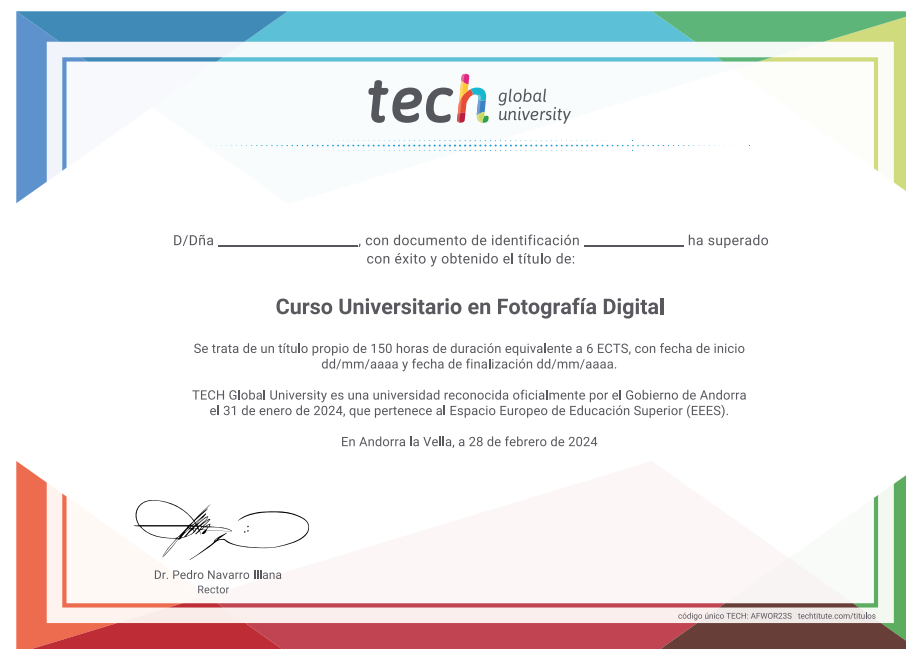 tech global
university
D/Dña ____________________, con documento de identificación ______________ ha superado
con éxito y obtenido el título de:
Curso Universitario en Fotografía Digital
Se trata de un título propio de 150 horas de duración equivalente a 6 ECTS, con fecha de inicio
dd/mm/aaaa y fecha de finalización dd/mm/aaaa.
TECH Global University es una universidad reconocida oficialmente por el Gobierno de Andorra
el 31 de enero de 2024, que pertenece al Espacio Europeo de Educación Superior (EEES).
En Andorra la Vella, a 28 de febrero de 2024
Dr. Pedro Navarro Illana
Rector
código único TECH: AFWOR23S techtitute.com/titulos